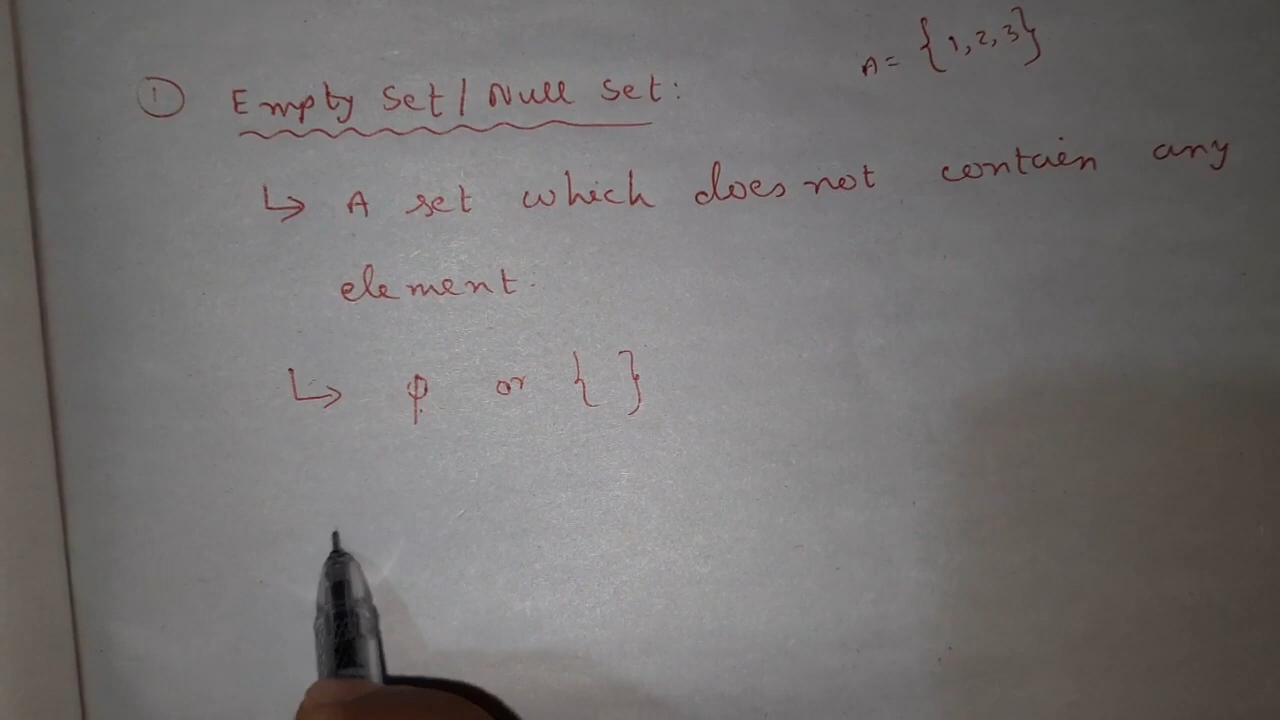 A = {1, 2, 3}
① Empty Set / Null Set:
↳ A set which does not contain any
element.
↳ φ or { }